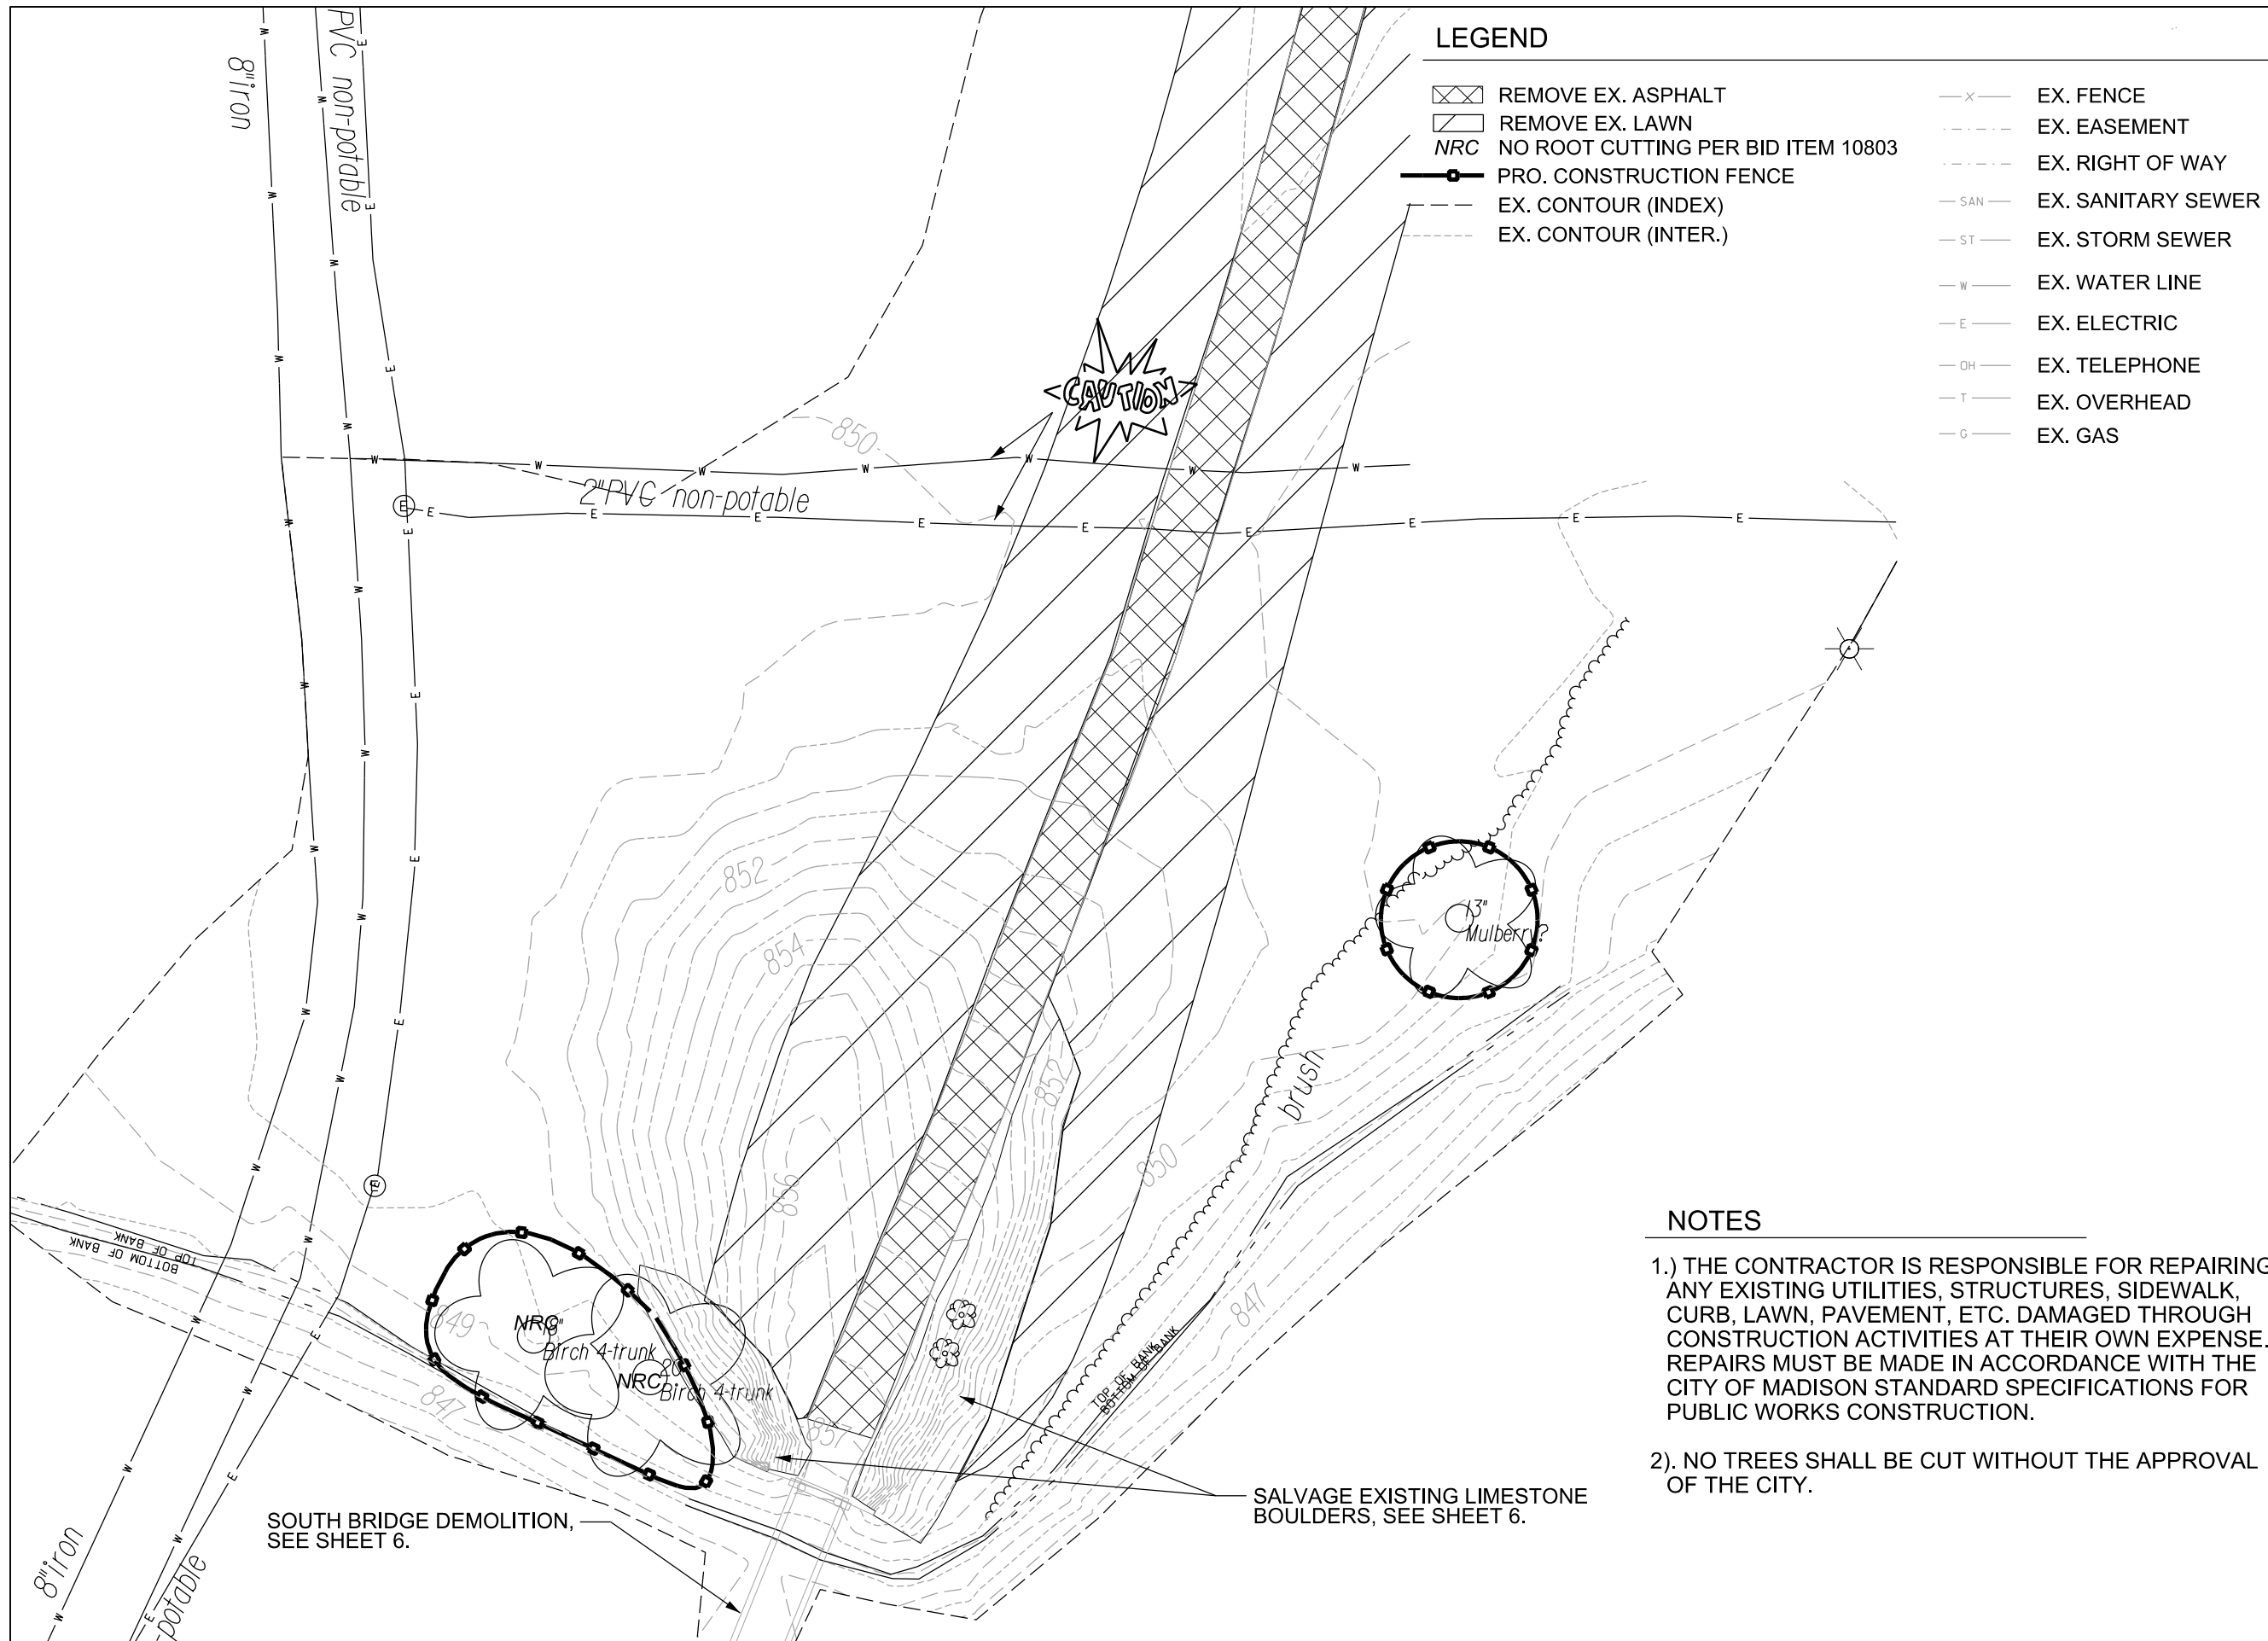 LEGEND
REMOVE EX. ASPHALT
REMOVE EX. LAWN
NRC NO ROOT CUTTING PER BID ITEM 10803
PRO. CONSTRUCTION FENCE
EX. CONTOUR (INDEX)
EX. CONTOUR (INTER.)
X EX. FENCE
EX. EASEMENT
EX. RIGHT OF WAY
SAN EX. SANITARY SEWER
ST EX. STORM SEWER
W EX. WATER LINE
E EX. ELECTRIC
OH EX. TELEPHONE
T EX. OVERHEAD
G EX. GAS
8"iron
PVC non-potable
CAUTION
850
2"PVC non-potable
852
854
856
852
850
13"
Mulberry?
brush
TOP OF BANK
BOTTOM OF BANK
849
847
NRC
Birch 4-trunk
NRC
Birch 4-trunk
TOP OF BANK
BOTTOM OF BANK
847
SOUTH BRIDGE DEMOLITION,
SEE SHEET 6.
SALVAGE EXISTING LIMESTONE
BOULDERS, SEE SHEET 6.
8"iron
-potable
NOTES
1.) THE CONTRACTOR IS RESPONSIBLE FOR REPAIRING
ANY EXISTING UTILITIES, STRUCTURES, SIDEWALK,
CURB, LAWN, PAVEMENT, ETC. DAMAGED THROUGH
CONSTRUCTION ACTIVITIES AT THEIR OWN EXPENSE.
REPAIRS MUST BE MADE IN ACCORDANCE WITH THE
CITY OF MADISON STANDARD SPECIFICATIONS FOR
PUBLIC WORKS CONSTRUCTION.
2). NO TREES SHALL BE CUT WITHOUT THE APPROVAL
OF THE CITY.